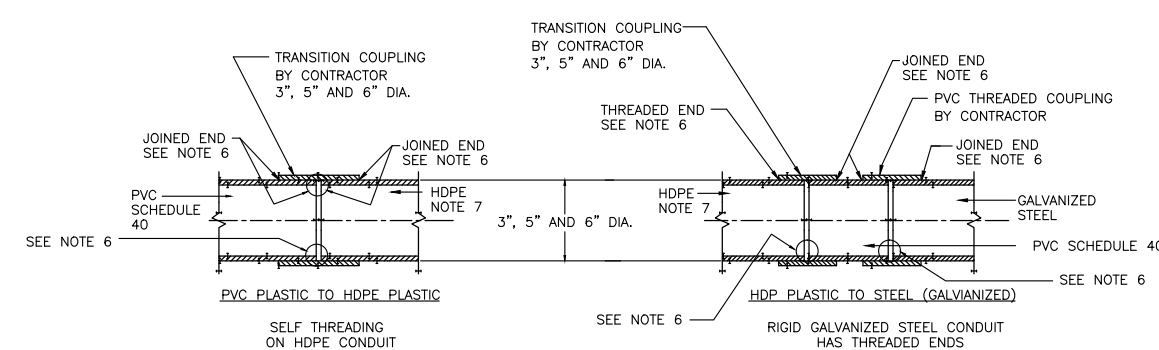 TRANSITION COUPLING
BY CONTRACTOR
3", 5" AND 6" DIA.
JOINED END
SEE NOTE 6
JOINED END
SEE NOTE 6
PVC
SCHEDULE
40
HDPE
NOTE 7
SEE NOTE 6
PVC PLASTIC TO HDPE PLASTIC
SELF THREADING
ON HDPE CONDUIT
3", 5" AND 6" DIA.
TRANSITION COUPLING
BY CONTRACTOR
3", 5" AND 6" DIA.
JOINED END
SEE NOTE 6
THREADED END
SEE NOTE 6
PVC THREADED COUPLING
BY CONTRACTOR
JOINED END
SEE NOTE 6
HDPE
NOTE 7
GALVANIZED
STEEL
PVC SCHEDULE 40
SEE NOTE 6
HDP PLASTIC TO STEEL (GALVIANIZED)
SEE NOTE 6
RIGID GALVANIZED STEEL CONDUIT
HAS THREADED ENDS